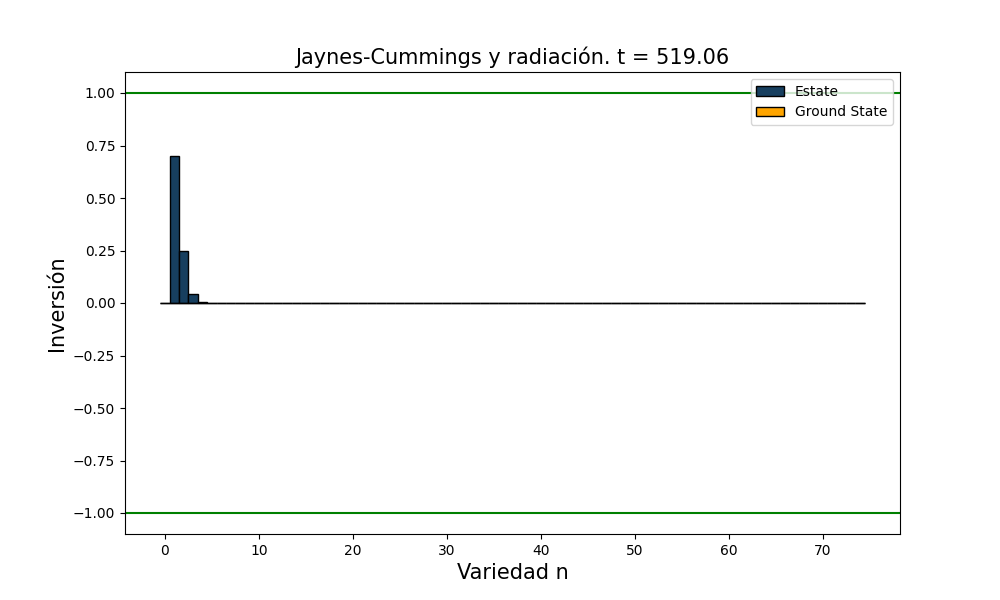 Jaynes-Cummings y radiación. t = 519.06
Estate
Ground State
1.00
0.75
0.50
0.25
0.00
−0.25
−0.50
−0.75
−1.00
Inversión
0 10 20 30 40 50 60 70
Variedad n